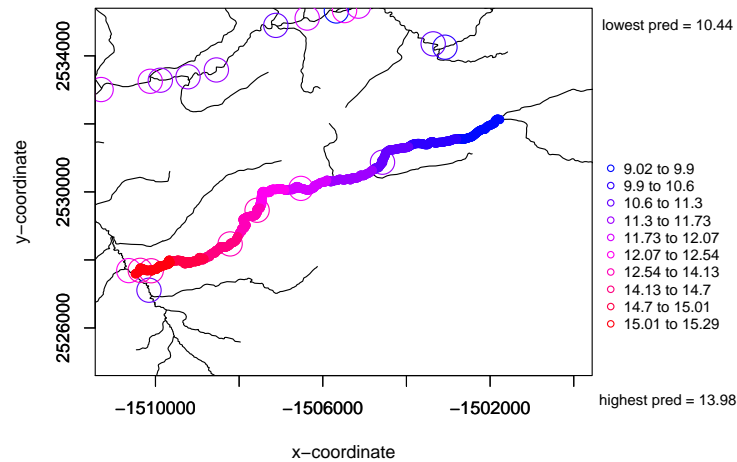 lowest pred = 10.44
2534000
2530000
2526000
y−coordinate
9.02 to 9.9
9.9 to 10.6
10.6 to 11.3
11.3 to 11.73
11.73 to 12.07
12.07 to 12.54
12.54 to 14.13
14.13 to 14.7
14.7 to 15.01
15.01 to 15.29
highest pred = 13.98
−1510000
−1506000
−1502000
x−coordinate